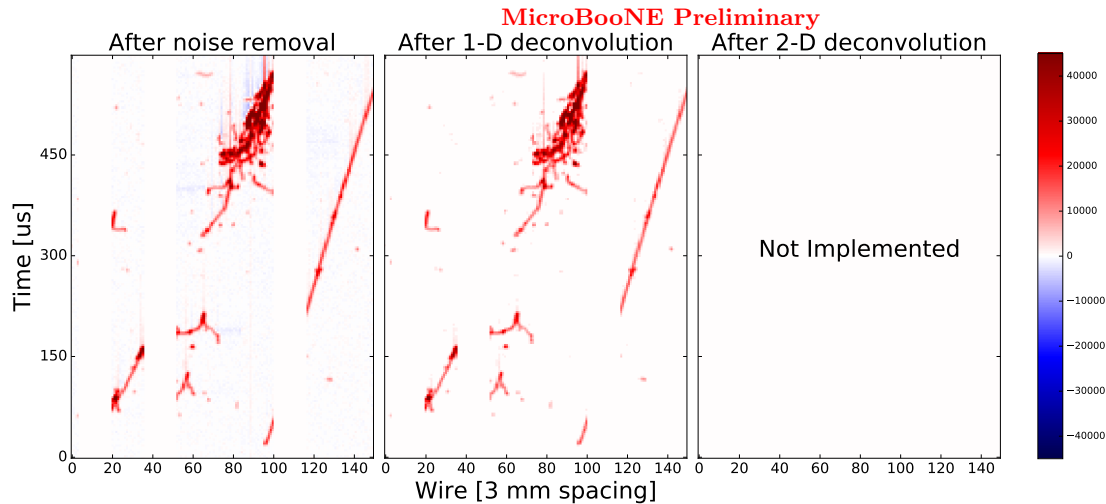 MicroBooNE Preliminary
After noise removal
After 1-D deconvolution
After 2-D deconvolution
Time [us]
450
300
150
0
Not Implemented
40000
30000
20000
10000
0
−10000
−20000
−30000
−40000
0 20 40 60 80 100 120 140
0 20 40 60 80 100 120 140
0 20 40 60 80 100 120 140
Wire [3 mm spacing]